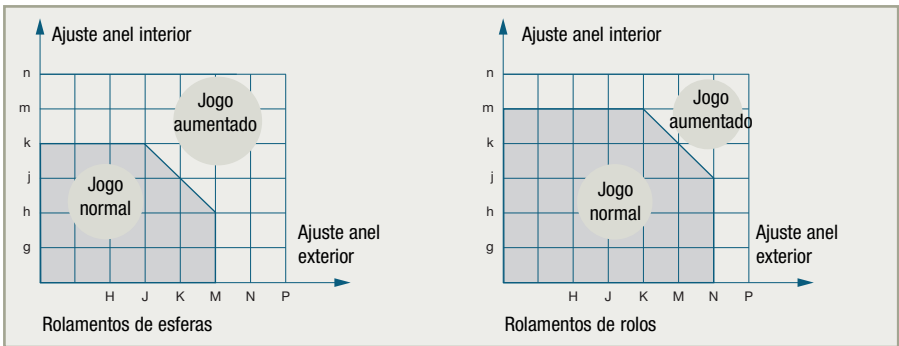 Ajuste anel interior
n
m
k
j
h
g
Jogo
aumentado
Jogo
normal
Ajuste anel
exterior
H J K M N P
Rolamentos de esferas
Ajuste anel interior
n
m
k
j
h
g
Jogo
aumentado
Jogo
normal
Ajuste anel
exterior
H J K M N P
Rolamentos de rolos